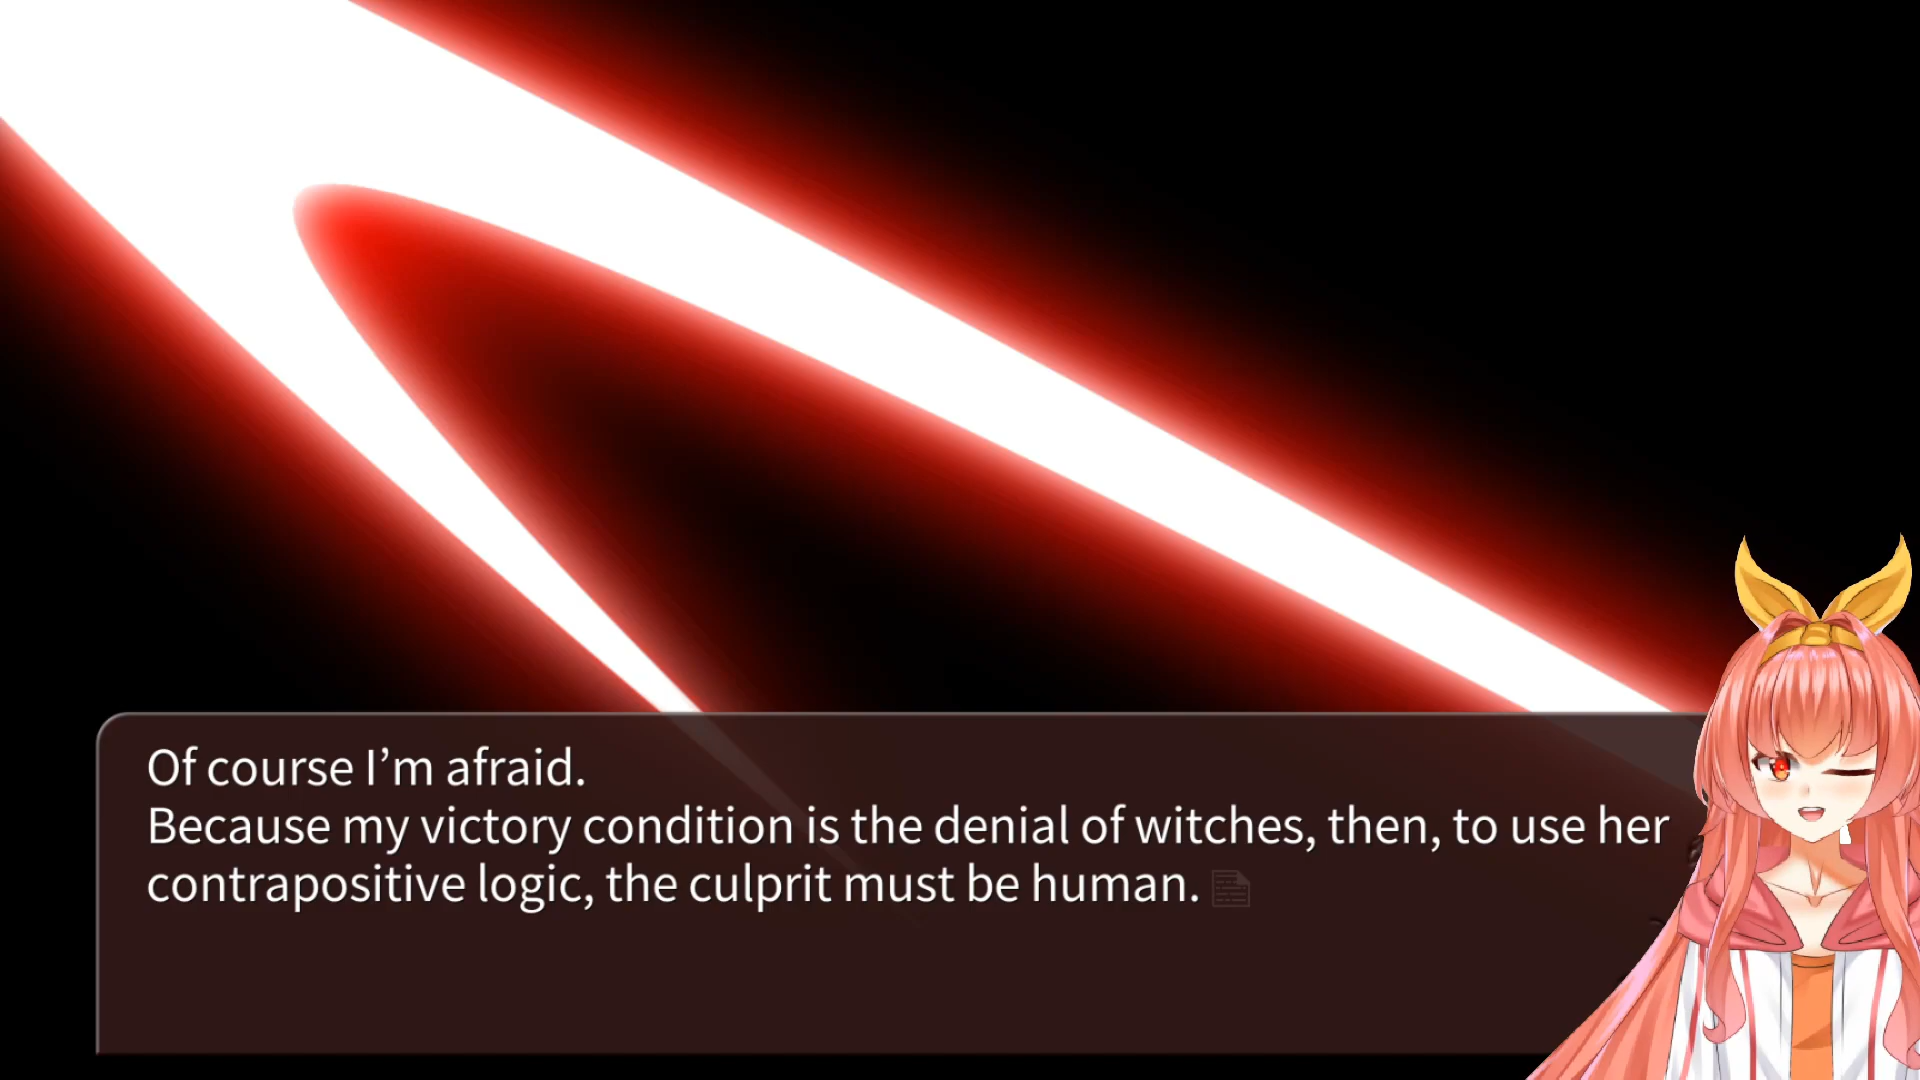 Of course I’m afraid.
Because my victory condition is the denial of witches, then, to use her
contrapositive logic, the culprit must be human.